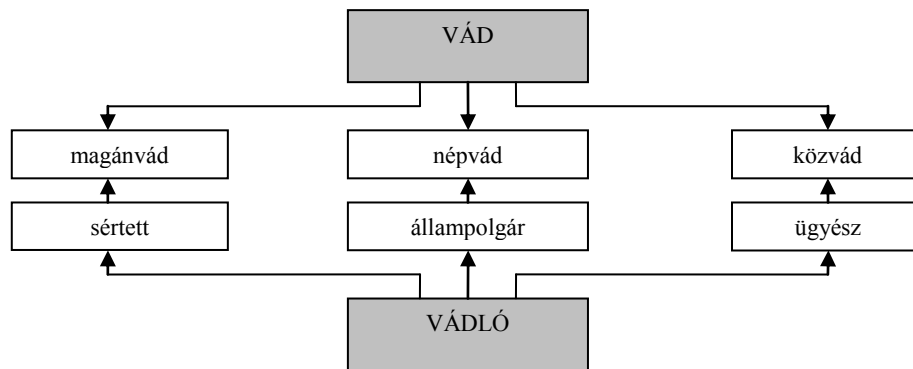 VÁD
magánvád
népvád
közvád
sértett
állampolgár
ügyész
VÁDLÓ